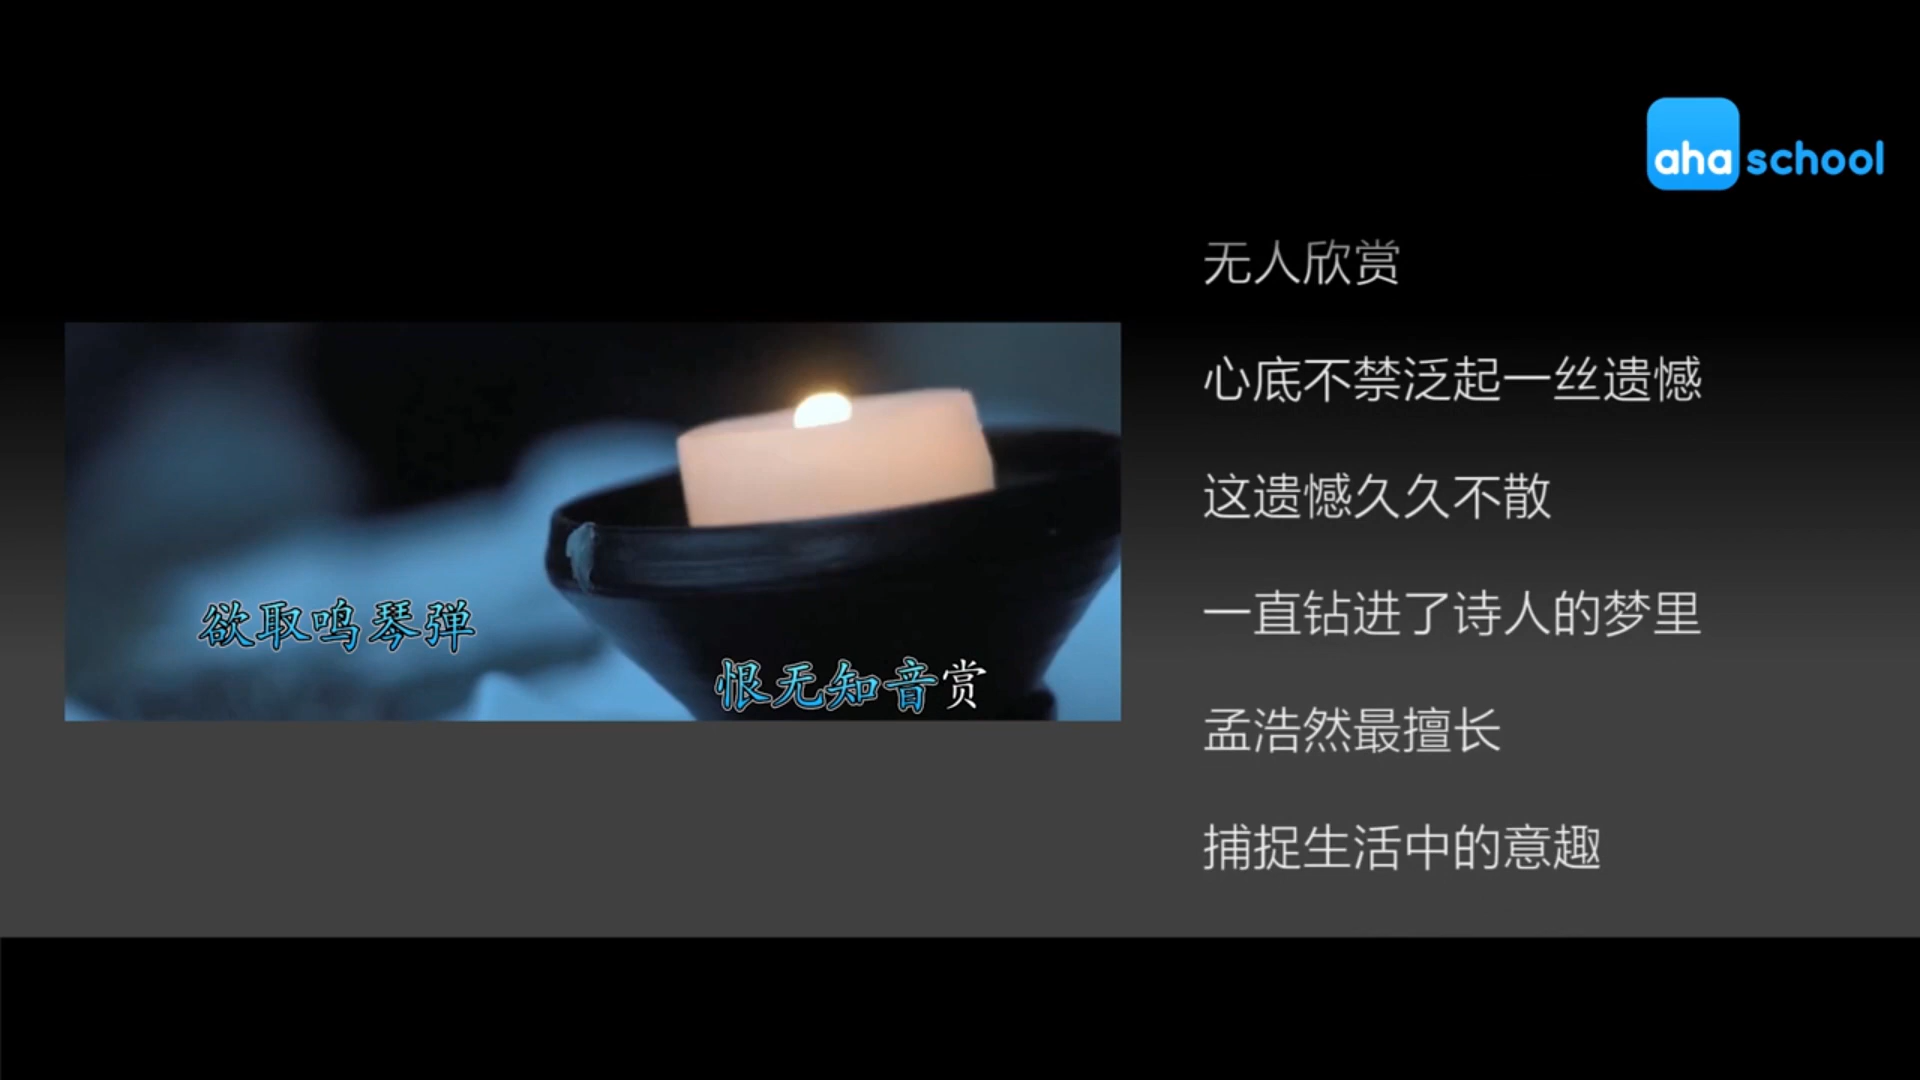 aha school
无人欣赏
心底不禁泛起一丝遗憾
这遗憾久久不散
一直钻进了诗人的梦里
孟浩然最擅长
捕捉生活中的意趣
欲取鸣琴弹
恨无知音赏